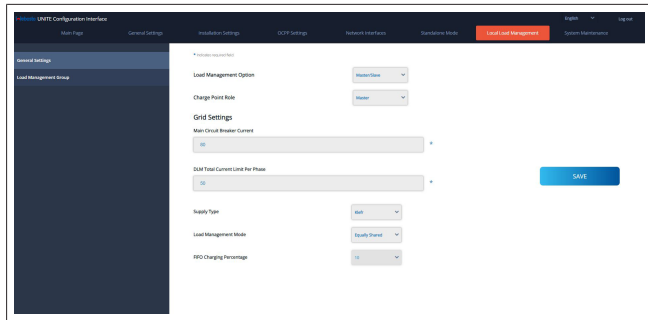 UNITE Configuration Interface
English
Log out
Main Page
General Settings
Installation Settings
OCPP Settings
Network Interfaces
Standalone Mode
Local Load Management
System Maintenance
General Settings
Load Management Group
* Indicates required field.
Load Management Option
Master/Slave
Charge Point Role
Master
Grid Settings
Main Circuit Breaker Current
*
DLM Total Current Limit Per Phase
*
SAVE
Supply Type
Load Management Mode
Equally Shared
FIFO Charging Percentage